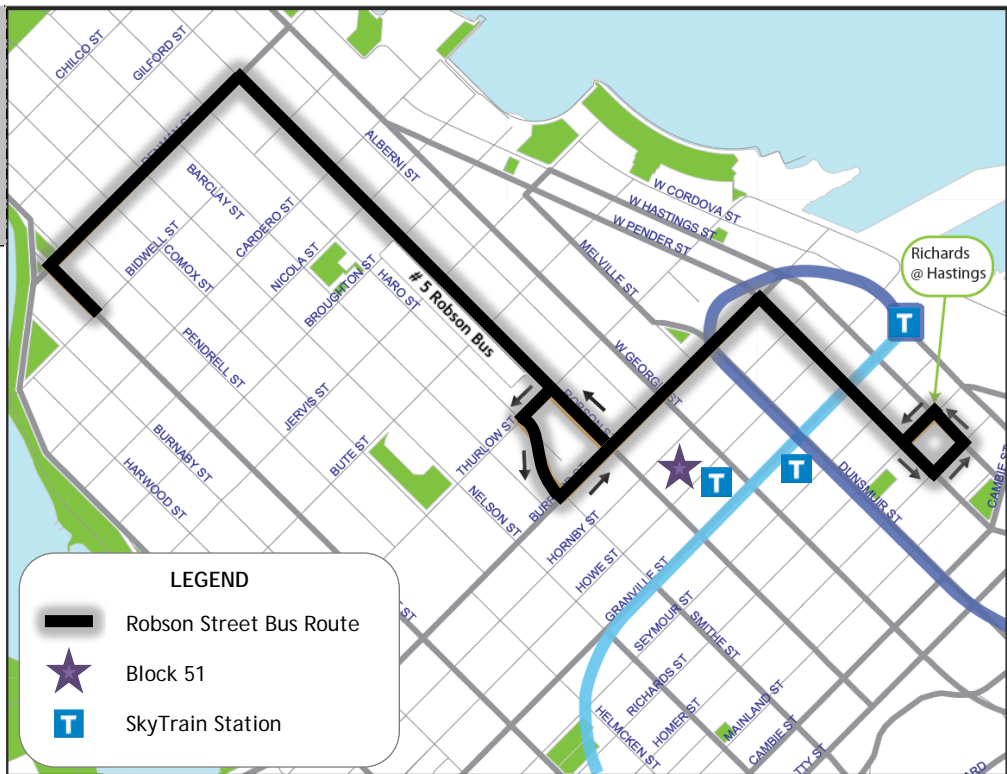 CHILCO ST
GILFORD ST
ALBERNI ST
BARCLAY ST
CARDERO ST
BIDWELL ST
COMOX ST
NICOLA ST
BROUGHTON ST
HARO ST
# 5 Robson Bus
W CORDOVA ST
W HASTINGS ST
W PENDER ST
MELVILLE ST
Richards
@ Hastings
T
PENDRELL ST
JERVIS ST
W GEORGIA ST
BURNABY ST
HARWOOD ST
BUTE ST
THURLOW ST
NELSON ST
T
T
DUNSMUIR ST
CAMBIE ST
HORNBY ST
HOWE ST
GRANVILLE ST
SEYMOUR ST
SMITHE ST
RICHARDS ST
HOMER ST
HELMCKEN ST
MAINLAND ST
CAMBIE ST
ST
LEGEND
Robson Street Bus Route
Block 51
T SkyTrain Station